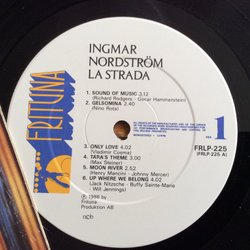 INGMAR
NORDSTRÖM
LA STRADA
FRITUNA
1. SOUND OF MUSIC 3.12
(Richard Rodgers - Oscar Hammerstein)
2. GELSOMINA 2.40
(Nino Rota)
SIDA 1
FRLP-225
(FRLP-225 A)
3. ONLY LOVE 4.02
(Vladimir Cosma)
4. TARA'S THEME 3.00
(Max Steiner)
5. MOON RIVER 2.52
(Henry Mancini - Johnny Mercer)
6. UP WHERE WE BELONG 4.02
(Jack Nitzsche - Buffy Sainte-Marie
Will Jennings)
Frituna
Produktion AB
ncb